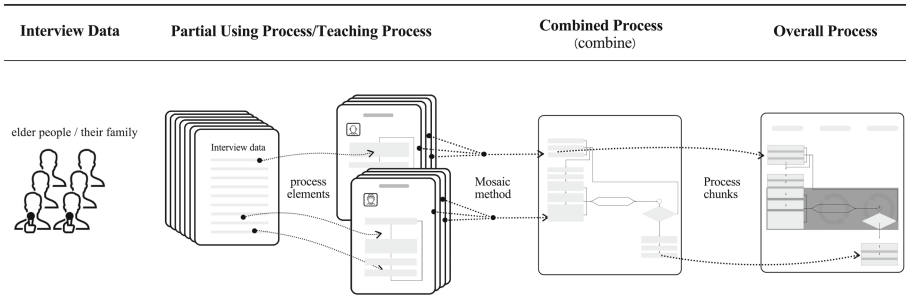 Interview Data
Partial Using Process/Teaching Process
Combined Process
(combine)
Overall Process
elder people / their family
Interview data
process
elements
Mosaic
method
Process
chunks